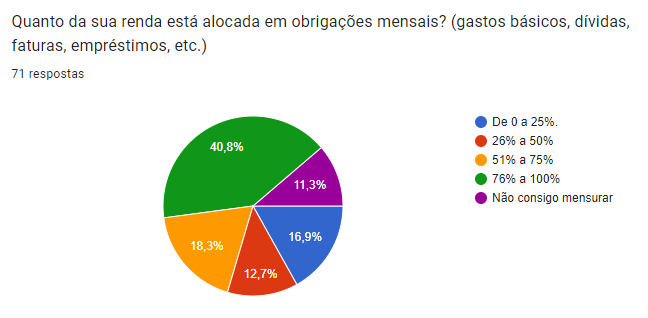 Quanto da sua renda está alocada em obrigações mensais? (gastos básicos, dívidas,
faturas, empréstimos, etc.)
71 respostas
40,8%
11,3%
16,9%
12,7%
18,3%
De 0 a 25%.
26% a 50%
51% a 75%
76% a 100%
Não consigo mensurar